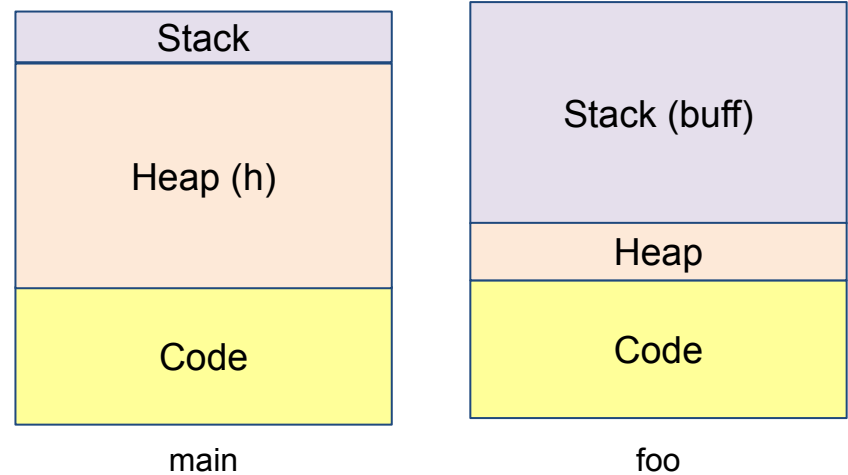 Stack
Heap (h)
Code
main
Stack (buff)
Heap
Code
foo